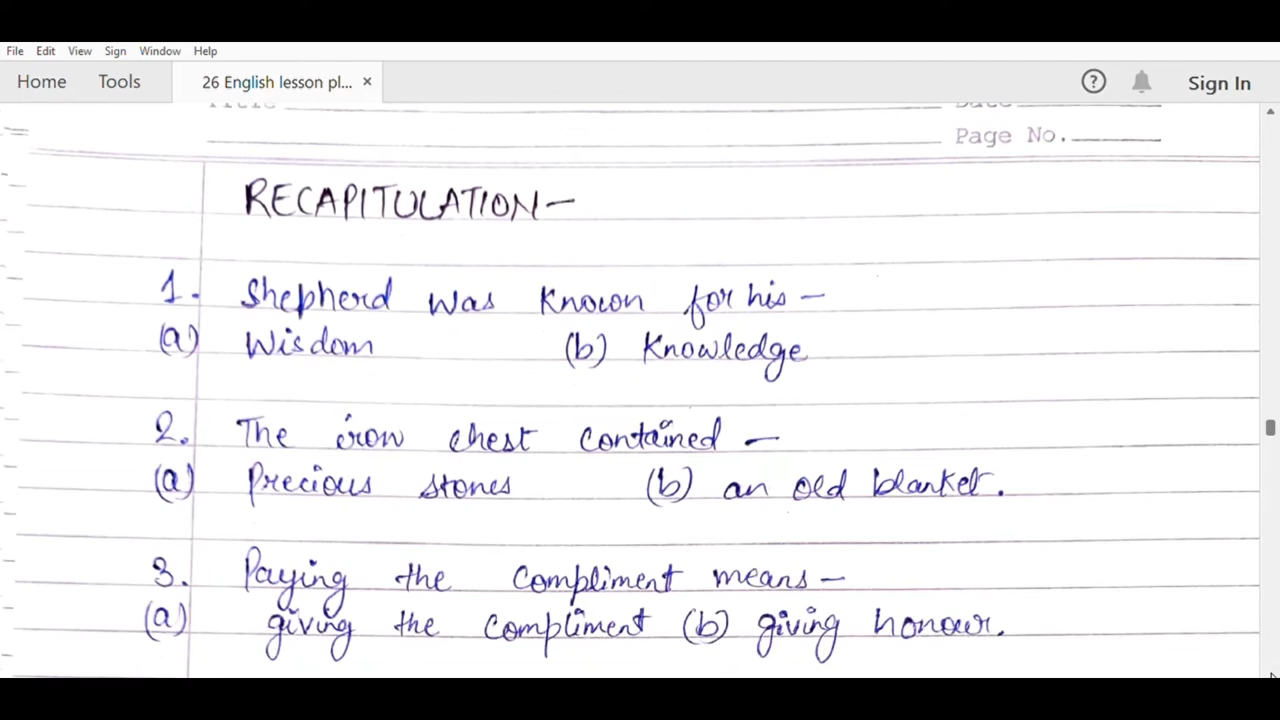 File Edit View Sign Window Help
Home Tools 26 English lesson pl... × ? Sign In
Page No.
RECAPITULATION-
1. Shepherd was known for his -
(a) Wisdom (b) Knowledge
2. The iron chest contained -
(a) Precious stones (b) an old blanket.
3. Paying the compliment means -
(a) giving the compliment (b) giving honour.